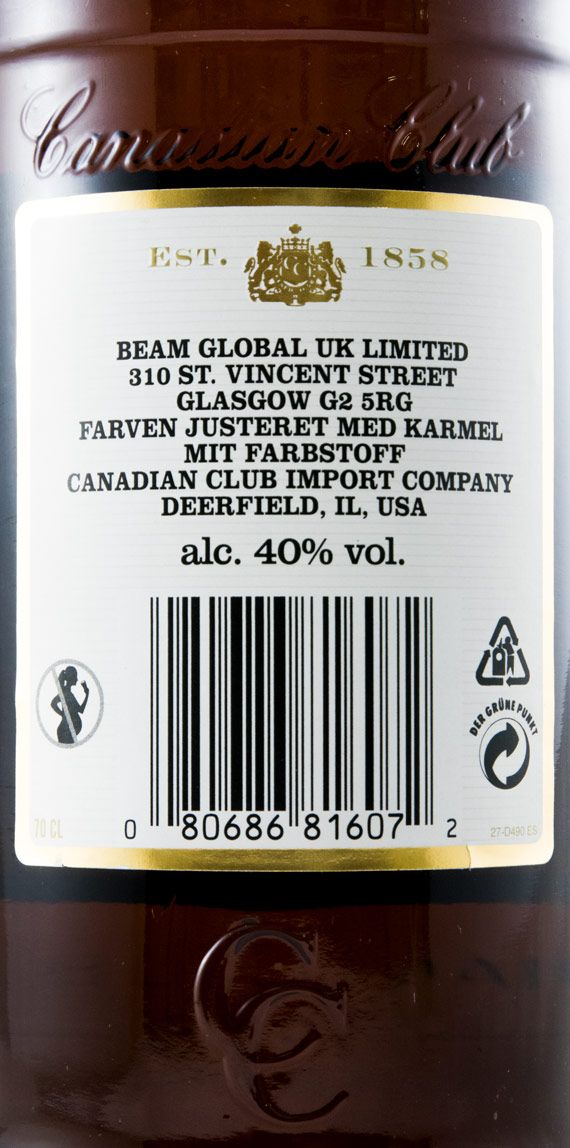 Canadian Club
EST. 1858
BEAM GLOBAL UK LIMITED
310 ST. VINCENT STREET
GLASGOW G2 5RG
FARVEN JUSTERET MED KARMEL
MIT FARBSTOFF
CANADIAN CLUB IMPORT COMPANY
DEERFIELD, IL, USA
alc. 40% vol.
DER GRÜNE PUNKT
70 CL
0 80686 81607 2
27-D490 ES
CC